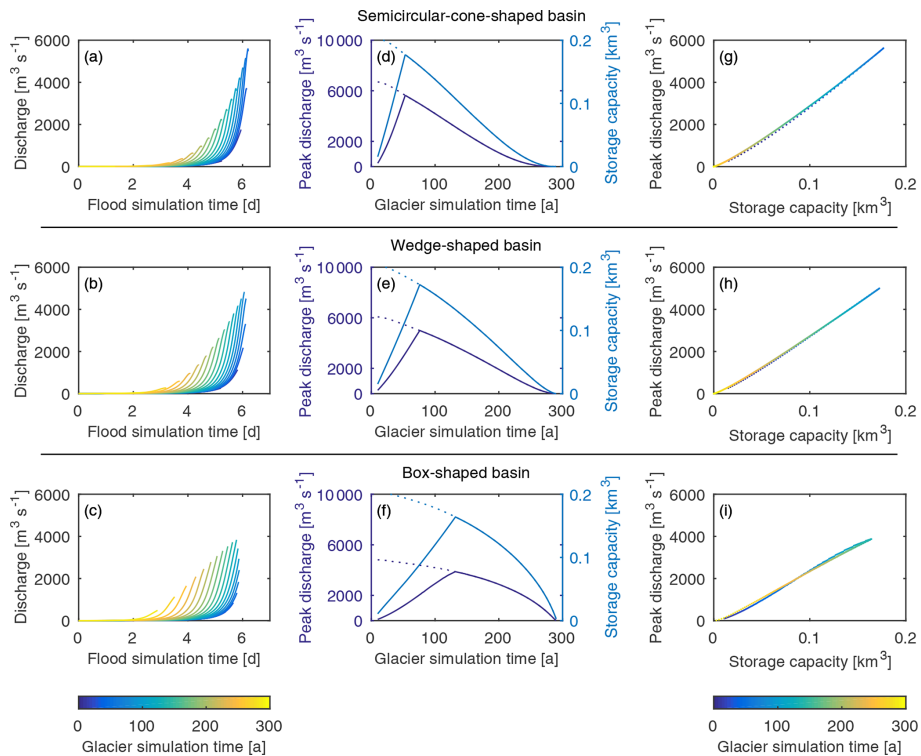 Semicircular-cone-shaped basin
(a)
Discharge [m3 s-1]
6000
4000
2000
0
0 2 4 6
Flood simulation time [d]
(d)
Peak discharge [m3 s-1]
10 000
8000
6000
4000
2000
0
0 100 200 300
Glacier simulation time [a]
0.2
0.1
0
Storage capacity [km3]
(g)
Peak discharge [m3 s-1]
6000
4000
2000
0
0 0.1 0.2
Storage capacity [km3]
Wedge-shaped basin
(b)
Discharge [m3 s-1]
6000
4000
2000
0
0 2 4 6
Flood simulation time [d]
(e)
Peak discharge [m3 s-1]
10 000
8000
6000
4000
2000
0
0 100 200 300
Glacier simulation time [a]
0.2
0.1
0
Storage capacity [km3]
(h)
Peak discharge [m3 s-1]
6000
4000
2000
0
0 0.1 0.2
Storage capacity [km3]
Box-shaped basin
(c)
Discharge [m3 s-1]
6000
4000
2000
0
0 2 4 6
Flood simulation time [d]
(f)
Peak discharge [m3 s-1]
10 000
8000
6000
4000
2000
0
0 100 200 300
Glacier simulation time [a]
0.2
0.1
0
Storage capacity [km3]
(i)
Peak discharge [m3 s-1]
6000
4000
2000
0
0 0.1 0.2
Storage capacity [km3]
0 100 200 300
Glacier simulation time [a]
0 100 200 300
Glacier simulation time [a]